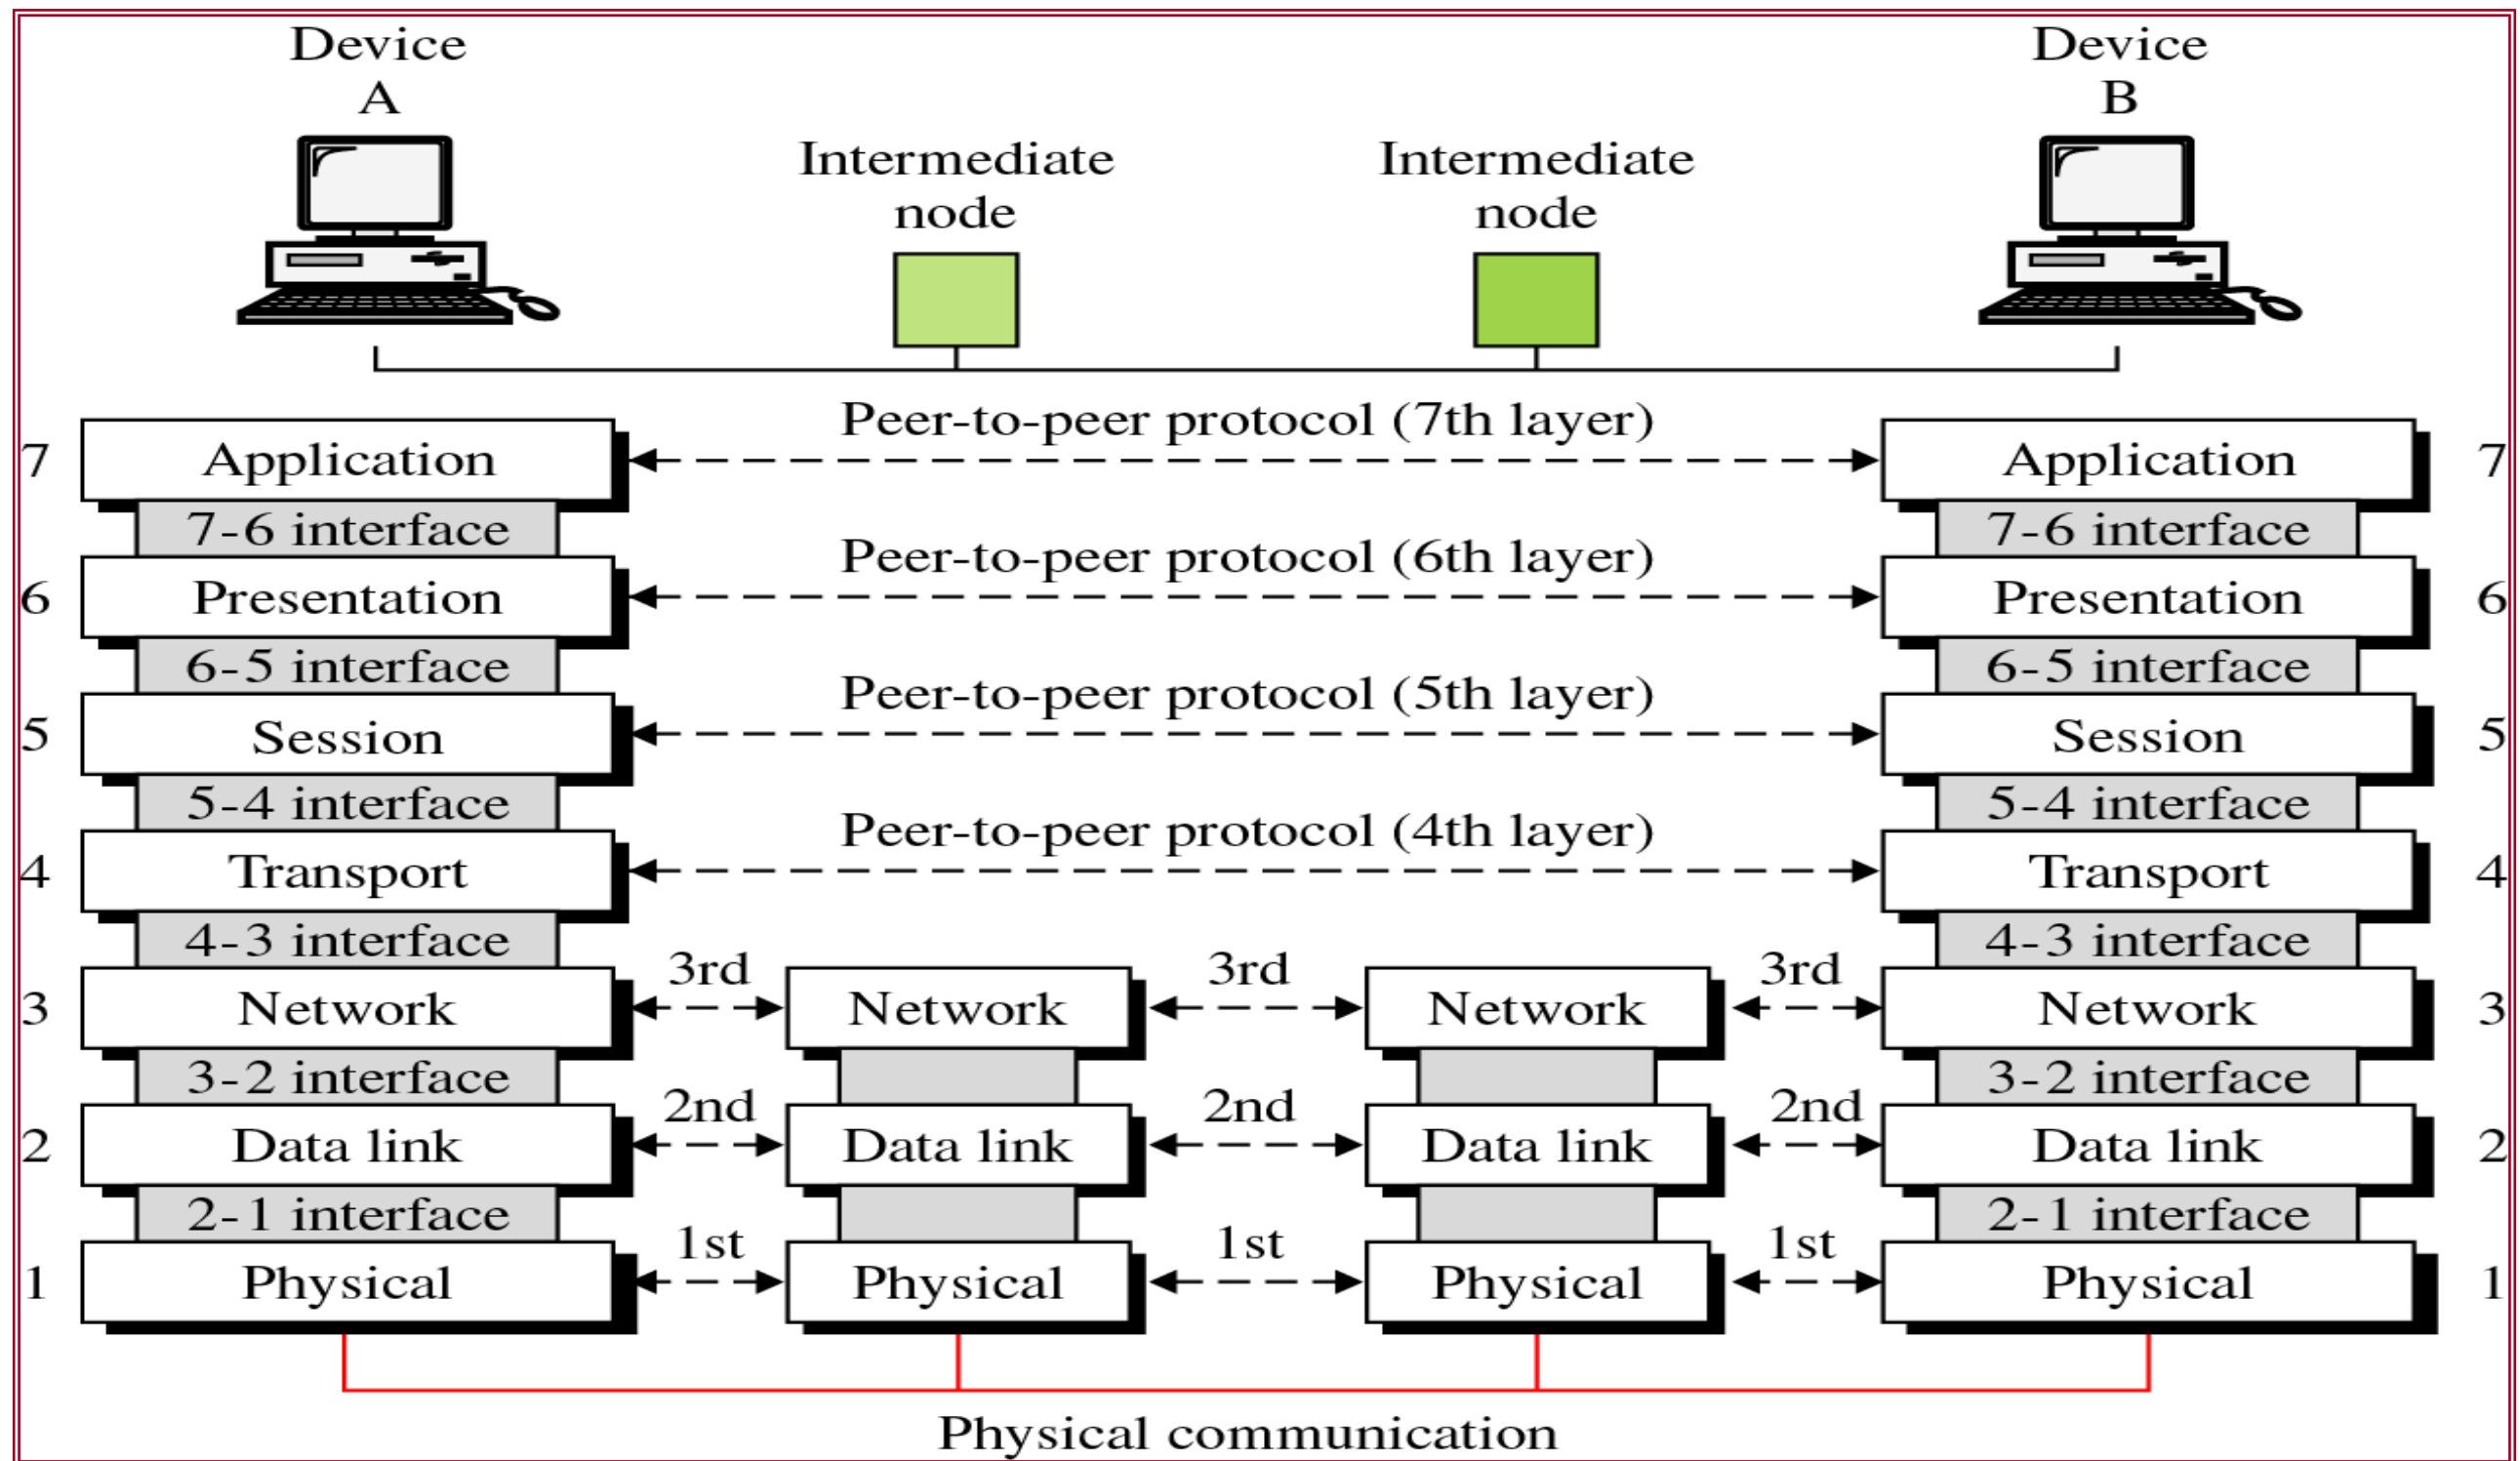 Device
A
Device
B
Intermediate
node
Intermediate
node
Peer-to-peer protocol (7th layer)
7 Application Application 7
7-6 interface 7-6 interface
Peer-to-peer protocol (6th layer)
6 Presentation Presentation 6
6-5 interface 6-5 interface
Peer-to-peer protocol (5th layer)
5 Session Session 5
5-4 interface 5-4 interface
Peer-to-peer protocol (4th layer)
4 Transport Transport 4
4-3 interface 4-3 interface
3rd 3rd 3rd
3 Network Network Network Network 3
3-2 interface 3-2 interface
2nd 2nd 2nd
2 Data link Data link Data link Data link 2
2-1 interface 2-1 interface
1st 1st 1st
1 Physical Physical Physical Physical 1
Physical communication